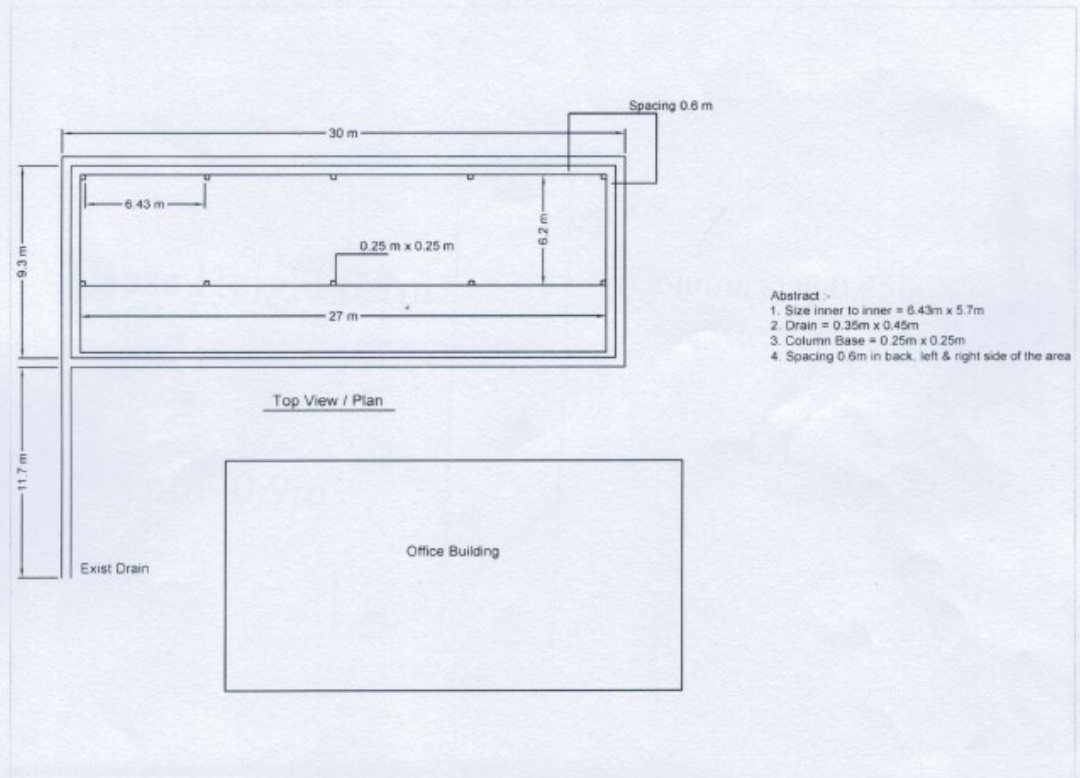 Spacing 0.6 m
30 m
6.43 m
9.3 m
6.2 m
0.25 m x 0.25 m
27 m
Abstract :-
1. Size inner to inner = 6.43m x 5.7m
2. Drain = 0.35m x 0.45m
3. Column Base = 0.25m x 0.25m
4. Spacing 0.6m in back, left & right side of the area
Top View / Plan
11.7 m
Office Building
Exist Drain